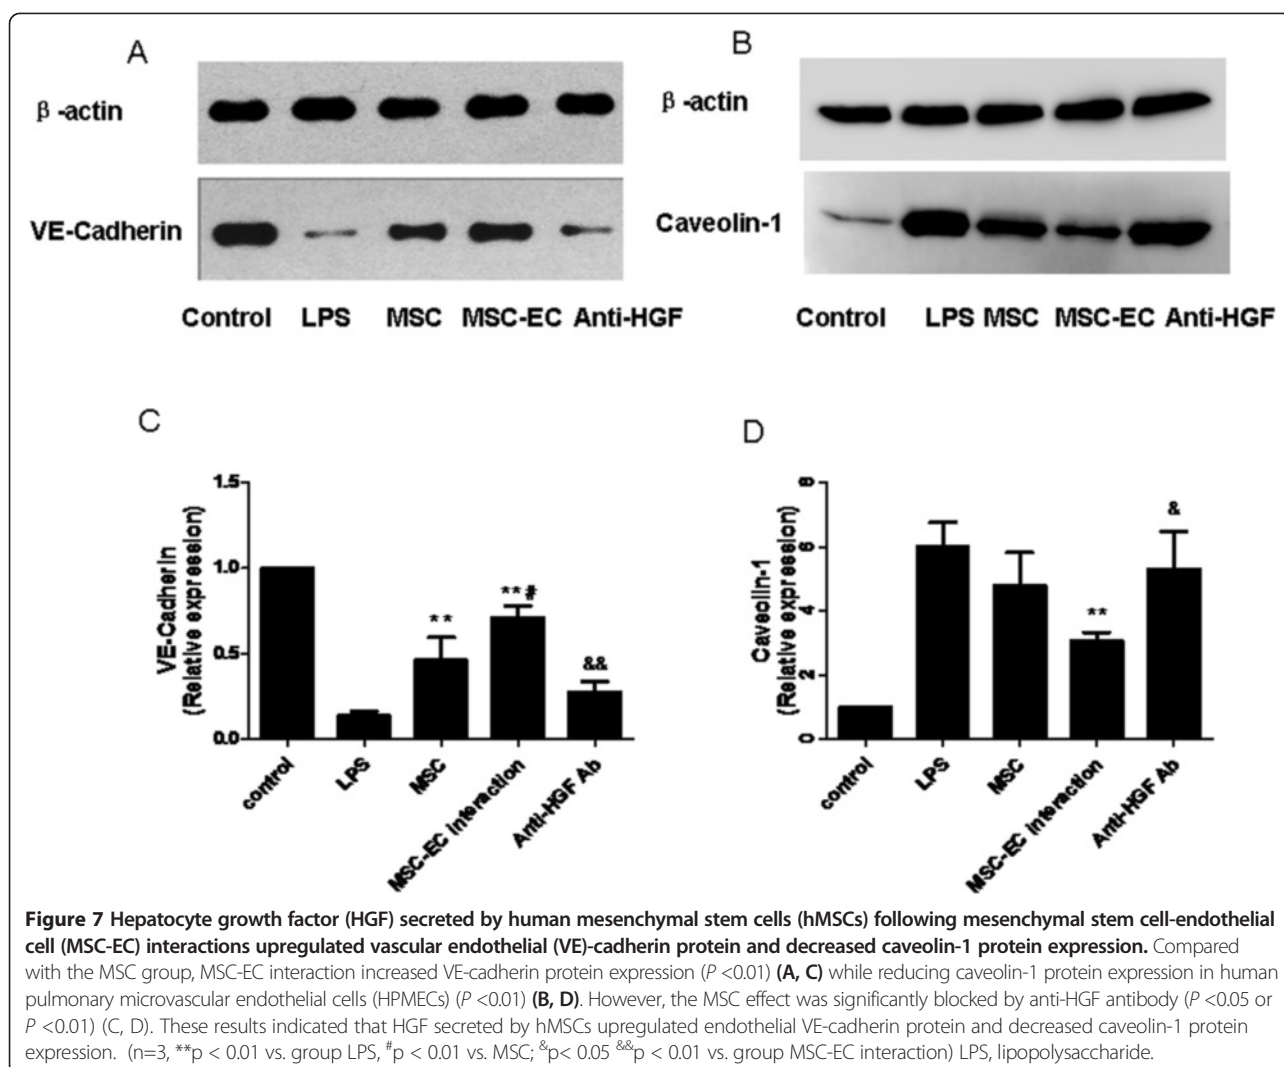 A
B
β-actin
β-actin
VE-Cadherin
Caveolin-1
Control LPS MSC MSC-EC Anti-HGF
Control LPS MSC MSC-EC Anti-HGF
C
D
VE-Cadherin
(Relative expression)
1.5
1.0
0.5
0.0
**
**#
&&
control
LPS
MSC
MSC-EC interaction
Anti-HGF Ab
Caveolin-1
(Relative expression)
8
6
4
2
0
**
&
control
LPS
MSC
MSC-EC interaction
Anti-HGF Ab
Figure 7 Hepatocyte growth factor (HGF) secreted by human mesenchymal stem cells (hMSCs) following mesenchymal stem cell-endothelial
cell (MSC-EC) interactions upregulated vascular endothelial (VE)-cadherin protein and decreased caveolin-1 protein expression. Compared
with the MSC group, MSC-EC interaction increased VE-cadherin protein expression (P <0.01) (A, C) while reducing caveolin-1 protein expression in human
pulmonary microvascular endothelial cells (HPMECs) (P <0.01) (B, D). However, the MSC effect was significantly blocked by anti-HGF antibody (P <0.05 or
P <0.01) (C, D). These results indicated that HGF secreted by hMSCs upregulated endothelial VE-cadherin protein and decreased caveolin-1 protein
expression. (n=3, **p < 0.01 vs. group LPS, #p < 0.01 vs. MSC; &p< 0.05 &&p < 0.01 vs. group MSC-EC interaction) LPS, lipopolysaccharide.